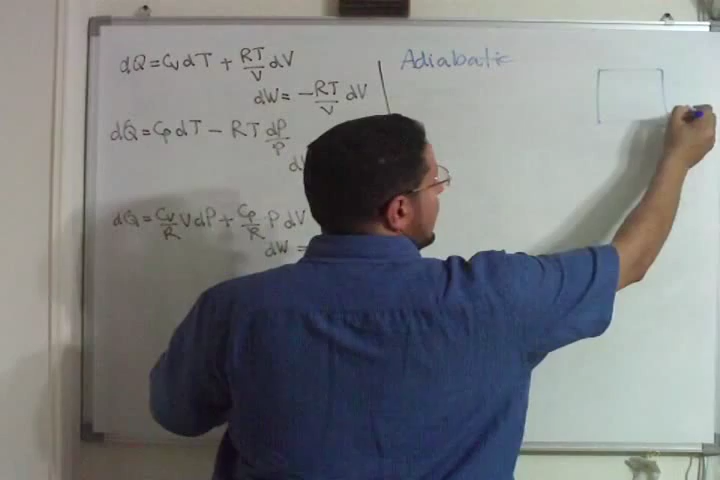 dQ = CvdT + RT/V dV
dW = -RT/V dV
dQ = CpdT - RT dP/P
dQ = Cv/R VdP + Cp/R PdV
dW =
Adiabatic